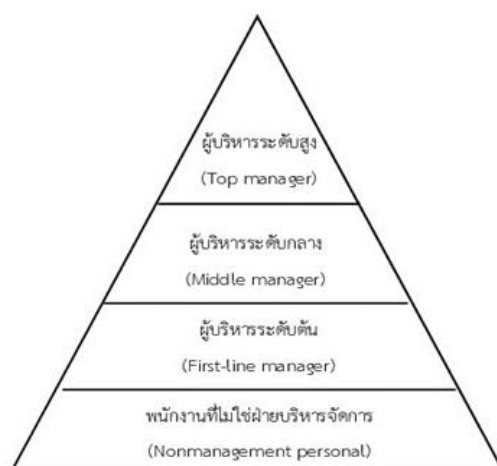 ผู้บริหารระดับสูง
(Top manager)
ผู้บริหารระดับกลาง
(Middle manager)
ผู้บริหารระดับต้น
(First-line manager)
พนักงานที่ไม่ใช่ฝ่ายบริหารจัดการ
(Nonmanagement personal)